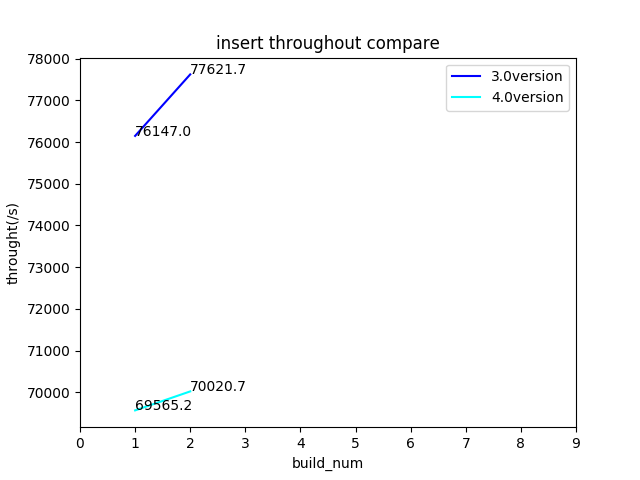 insert throughout compare
78000
77000
76000
75000
74000
73000
72000
71000
70000
throught(/s)
77621.7
76147.0
70020.7
69565.2
3.0version
4.0version
0 1 2 3 4 5 6 7 8 9
build_num